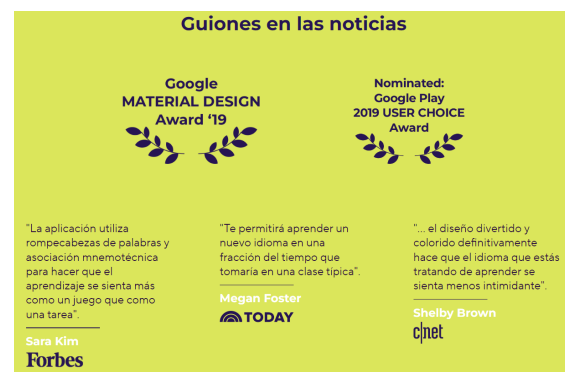 Guiones en las noticias
Google
MATERIAL DESIGN
Award ‘19
Nominated:
Google Play
2019 USER CHOICE
Award
"La aplicación utiliza
rompecabezas de palabras y
asociación mnemotécnica
para hacer que el
aprendizaje se sienta más
como un juego que como
una tarea".
Sara Kim
Forbes
"Te permitirá aprender un
nuevo idioma en una
fracción del tiempo que
tomaría en una clase típica".
Megan Foster
TODAY
"... el diseño divertido y
colorido definitivamente
hace que el idioma que estás
tratando de aprender se
sienta menos intimidante".
Shelby Brown
c|net